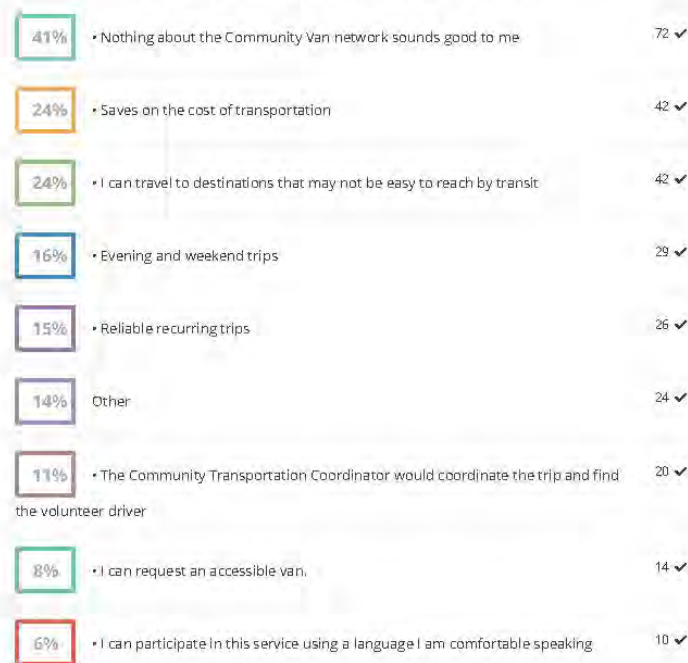 41% • Nothing about the Community Van network sounds good to me 72 ✔
24% • Saves on the cost of transportation 42 ✔
24% • I can travel to destinations that may not be easy to reach by transit 42 ✔
16% • Evening and weekend trips 29 ✔
15% • Reliable recurring trips 26 ✔
14% Other 24 ✔
11% • The Community Transportation Coordinator would coordinate the trip and find 20 ✔
the volunteer driver
8% • I can request an accessible van. 14 ✔
6% • I can participate in this service using a language I am comfortable speaking 10 ✔